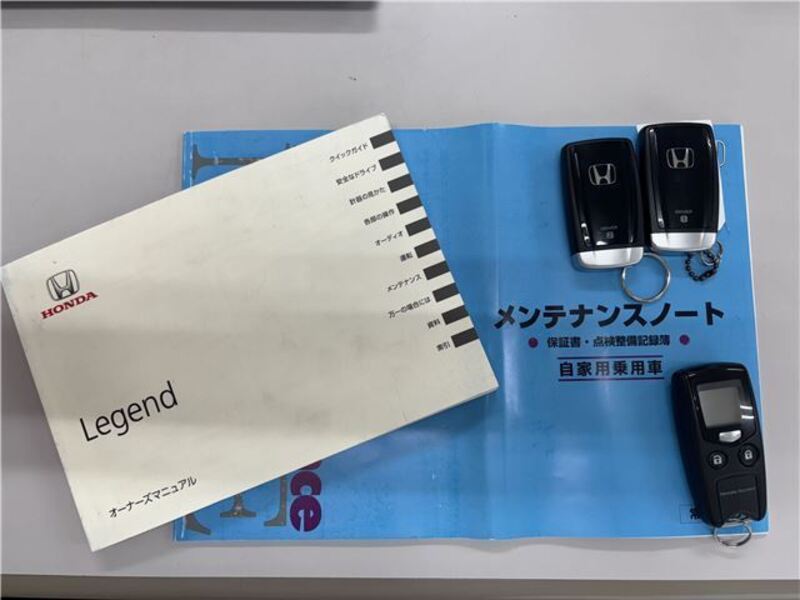 クイックガイド
安全なドライブ
計器の見かた
各部の操作
オーディオ
運転
メンテナンス
万一の場合には
資料
索引
HONDA
Legend
オーナーズマニュアル
メンテナンスノート
保証書・点検整備記録簿
自家用乗用車
nce